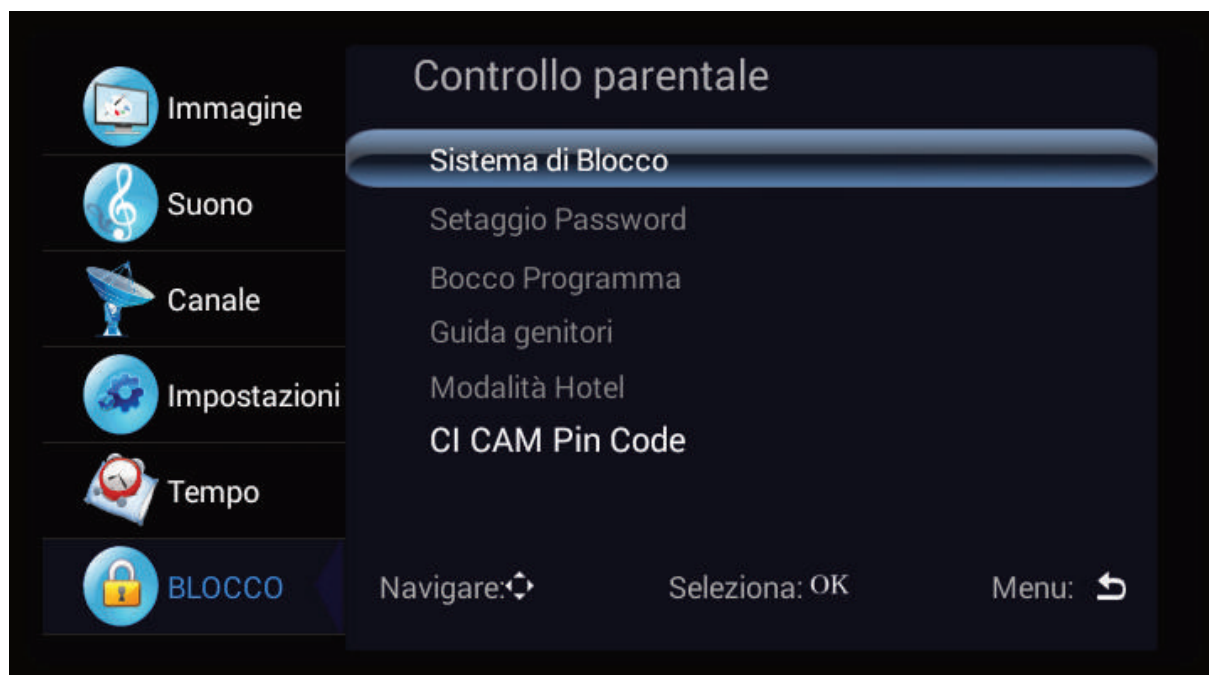 Immagine
Suono
Canale
Impostazioni
Tempo
BLOCCO
Controllo parentale
Sistema di Blocco
Setaggio Password
Bocco Programma
Guida genitori
Modalità Hotel
CI CAM Pin Code
Navigare: Seleziona: OK Menu: